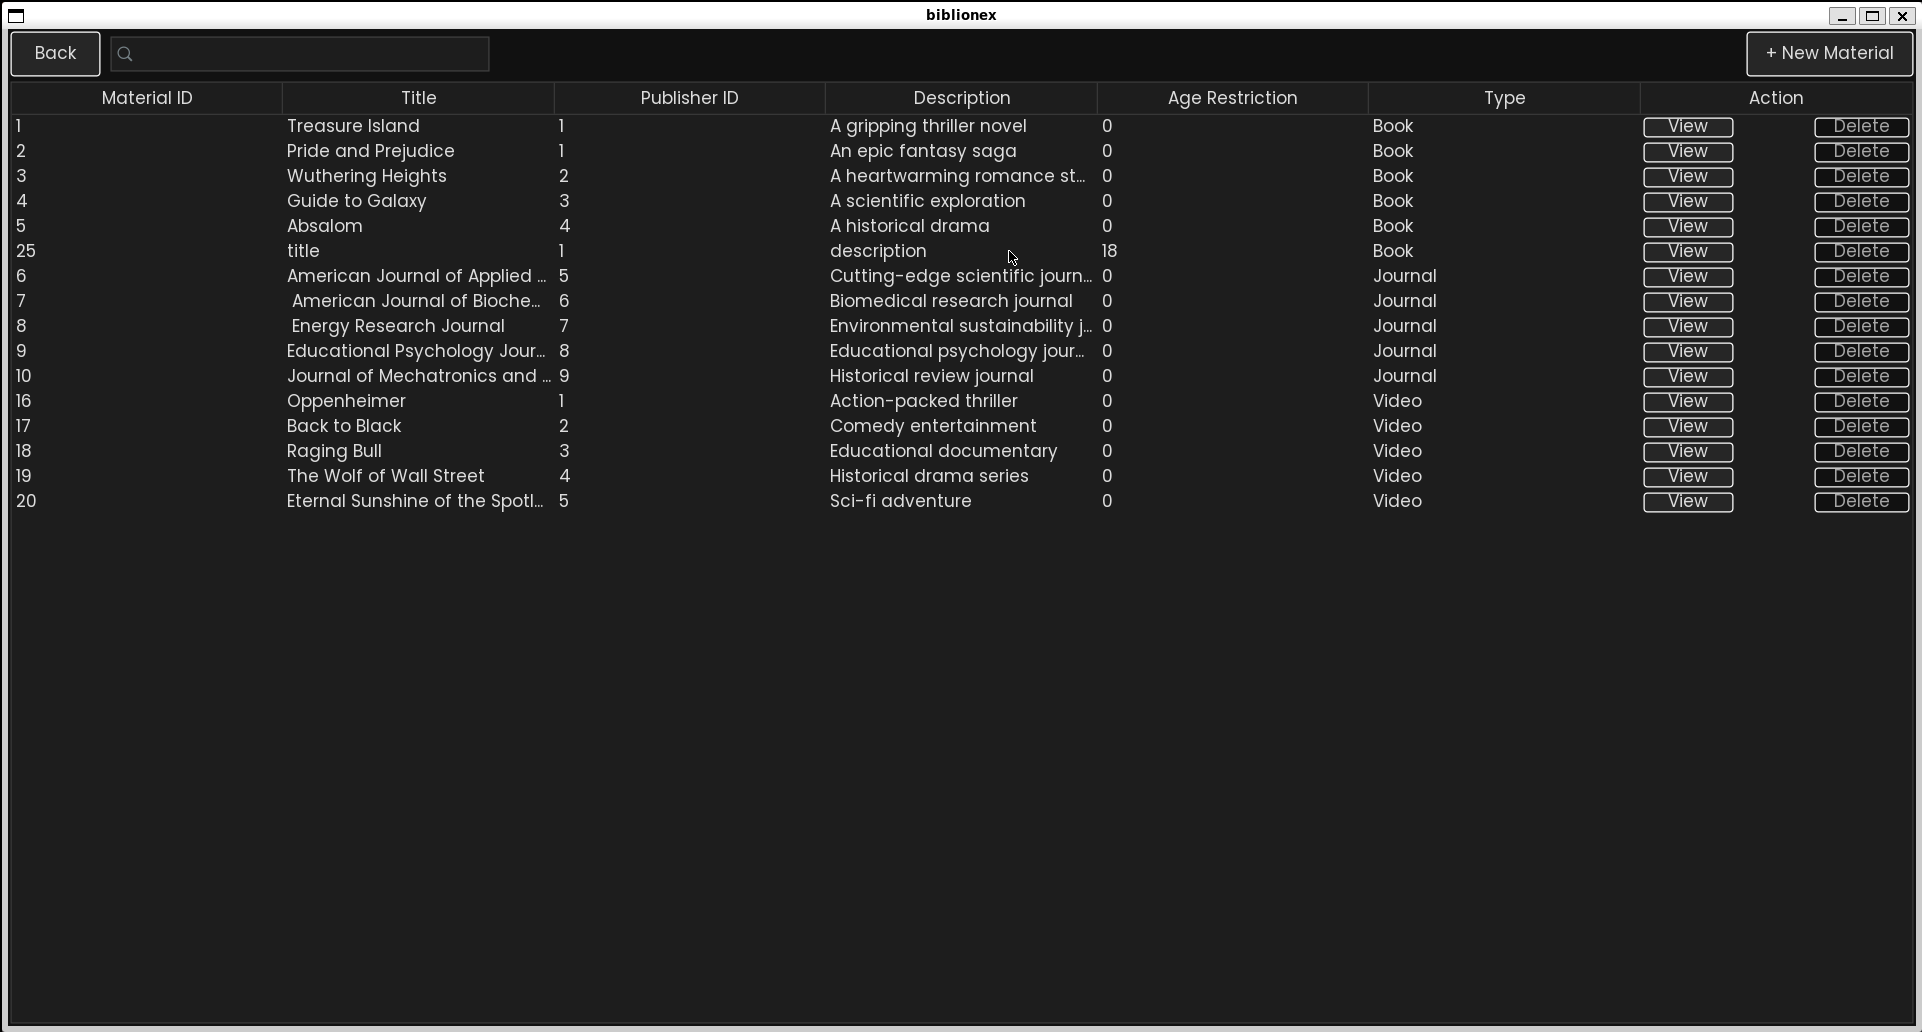 biblionex
Back + New Material
Material ID Title Publisher ID Description Age Restriction Type Action
1 Treasure Island 1 A gripping thriller novel 0 Book View Delete
2 Pride and Prejudice 1 An epic fantasy saga 0 Book View Delete
3 Wuthering Heights 2 A heartwarming romance st... 0 Book View Delete
4 Guide to Galaxy 3 A scientific exploration 0 Book View Delete
5 Absalom 4 A historical drama 0 Book View Delete
25 title 1 description 18 Book View Delete
6 American Journal of Applied ... 5 Cutting-edge scientific journ... 0 Journal View Delete
7 American Journal of Bioche... 6 Biomedical research journal 0 Journal View Delete
8 Energy Research Journal 7 Environmental sustainability j... 0 Journal View Delete
9 Educational Psychology Jour... 8 Educational psychology jour... 0 Journal View Delete
10 Journal of Mechatronics and ... 9 Historical review journal 0 Journal View Delete
16 Oppenheimer 1 Action-packed thriller 0 Video View Delete
17 Back to Black 2 Comedy entertainment 0 Video View Delete
18 Raging Bull 3 Educational documentary 0 Video View Delete
19 The Wolf of Wall Street 4 Historical drama series 0 Video View Delete
20 Eternal Sunshine of the Spotl... 5 Sci-fi adventure 0 Video View Delete